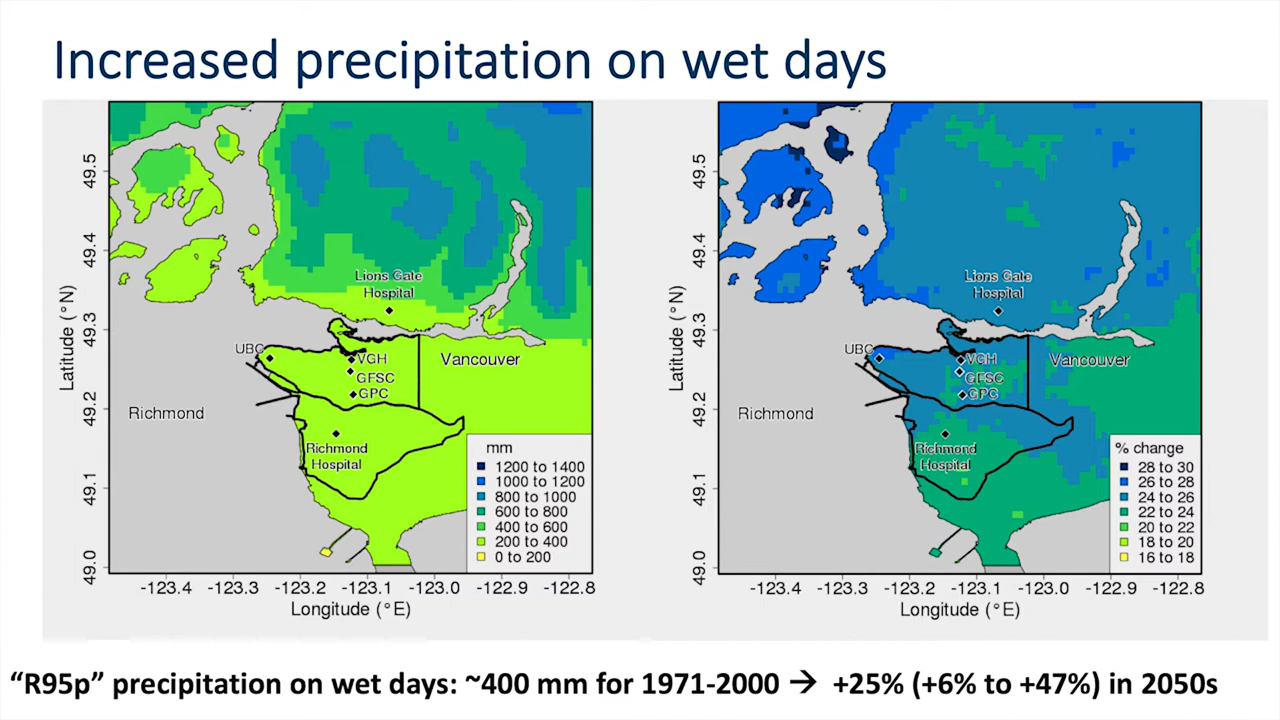 Increased precipitation on wet days
Latitude (°N)
49.5
49.4
49.3
49.2
49.1
49.0
Lions Gate
Hospital
UBC
VGH
GFSC
GPC
Vancouver
Richmond
Richmond
Hospital
mm
1200 to 1400
1000 to 1200
800 to 1000
600 to 800
400 to 600
200 to 400
0 to 200
-123.4 -123.3 -123.2 -123.1 -123.0 -122.9 -122.8
Longitude (°E)
Latitude (°N)
49.5
49.4
49.3
49.2
49.1
49.0
Lions Gate
Hospital
UBC
VGH
GFSC
GPC
Vancouver
Richmond
Richmond
Hospital
% change
28 to 30
26 to 28
24 to 26
22 to 24
20 to 22
18 to 20
16 to 18
-123.4 -123.3 -123.2 -123.1 -123.0 -122.9 -122.8
Longitude (°E)
“R95p” precipitation on wet days: ~400 mm for 1971-2000 → +25% (+6% to +47%) in 2050s